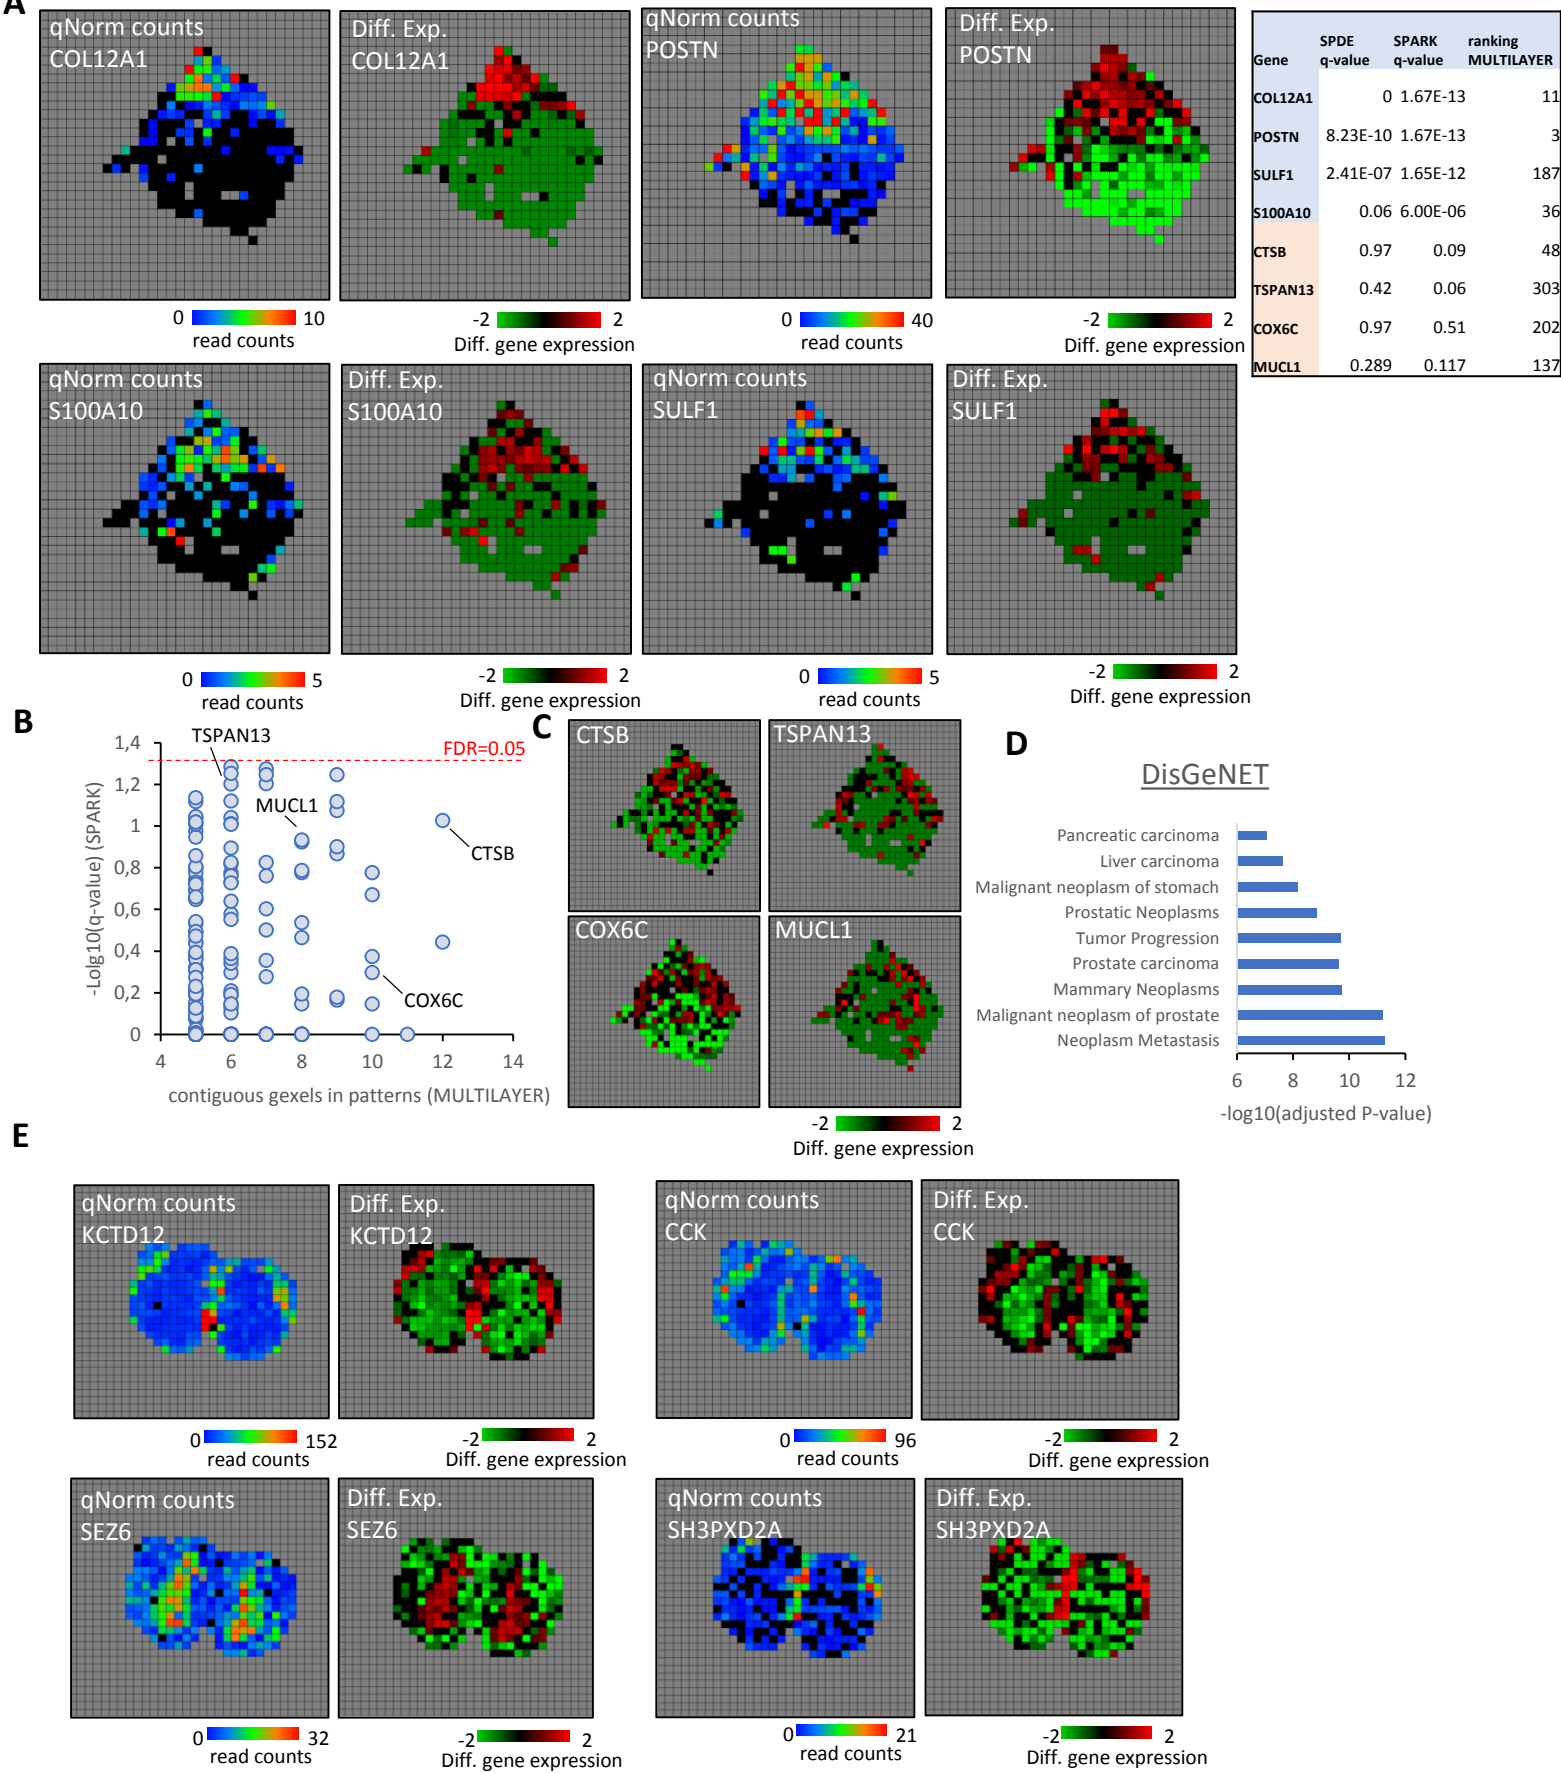 A
qNorm counts
COL12A1
Diff. Exp.
COL12A1
qNorm counts
POSTN
Diff. Exp.
POSTN
0 10
read counts
-2 2
Diff. gene expression
0 40
read counts
-2 2
Diff. gene expression
Gene SPDE q-value SPARK q-value ranking MULTILAYER
COL12A1 0 1.67E-13 11
POSTN 8.23E-10 1.67E-13 3
SULF1 2.41E-07 1.65E-12 187
S100A10 0.06 6.00E-06 36
CTSB 0.97 0.09 48
TSPAN13 0.42 0.06 303
COX6C 0.97 0.51 202
MUCL1 0.289 0.117 137
qNorm counts
S100A10
Diff. Exp.
S100A10
qNorm counts
SULF1
Diff. Exp.
SULF1
0 5
read counts
-2 2
Diff. gene expression
0 5
read counts
-2 2
Diff. gene expression
B
TSPAN13
FDR=0.05
MUCL1
CTSB
COX6C
-Lolg10(q-value) (SPARK)
1,4
1,2
1
0,8
0,6
0,4
0,2
0
4 6 8 10 12 14
contiguous gexels in patterns (MULTILAYER)
C
CTSB
TSPAN13
COX6C
MUCL1
-2 2
Diff. gene expression
D
DisGeNET
Pancreatic carcinoma
Liver carcinoma
Malignant neoplasm of stomach
Prostatic Neoplasms
Tumor Progression
Prostate carcinoma
Mammary Neoplasms
Malignant neoplasm of prostate
Neoplasm Metastasis
6 8 10 12
-log10(adjusted P-value)
E
qNorm counts
KCTD12
Diff. Exp.
KCTD12
qNorm counts
CCK
Diff. Exp.
CCK
0 152
read counts
-2 2
Diff. gene expression
0 96
read counts
-2 2
Diff. gene expression
qNorm counts
SEZ6
Diff. Exp.
SEZ6
qNorm counts
SH3PXD2A
Diff. Exp.
SH3PXD2A
0 32
read counts
-2 2
Diff. gene expression
0 21
read counts
-2 2
Diff. gene expression